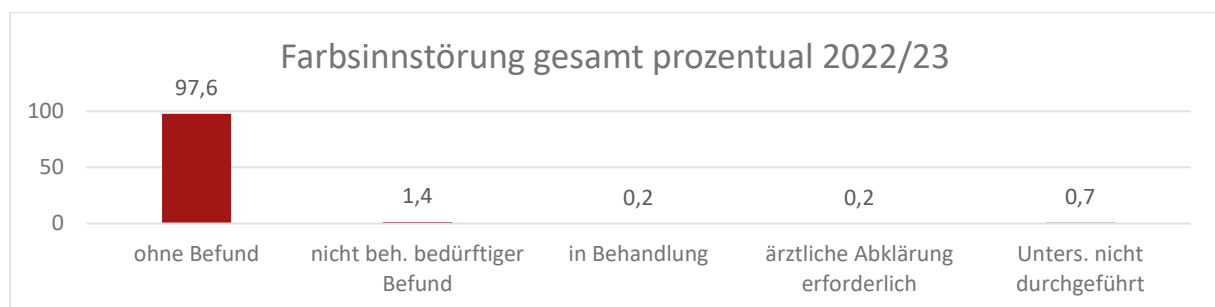 Farbsinnstörung gesamt prozentual 2022/23
97,6
100
50
0
1,4
0,2
0,2
0,7
ohne Befund
nicht beh. bedürftiger
Befund
in Behandlung
ärztliche Abklärung
erforderlich
Unters. nicht
durchgeführt